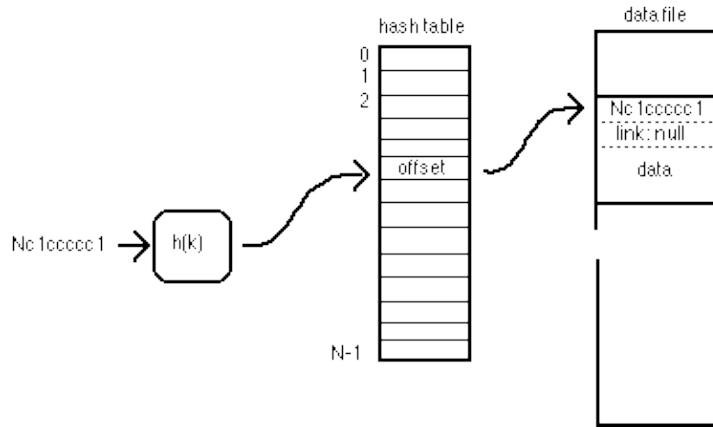 data file
hash table
0
1
2
Nc1ccccc1
link: null
offset
data
Nc1ccccc1
h(k)
N-1